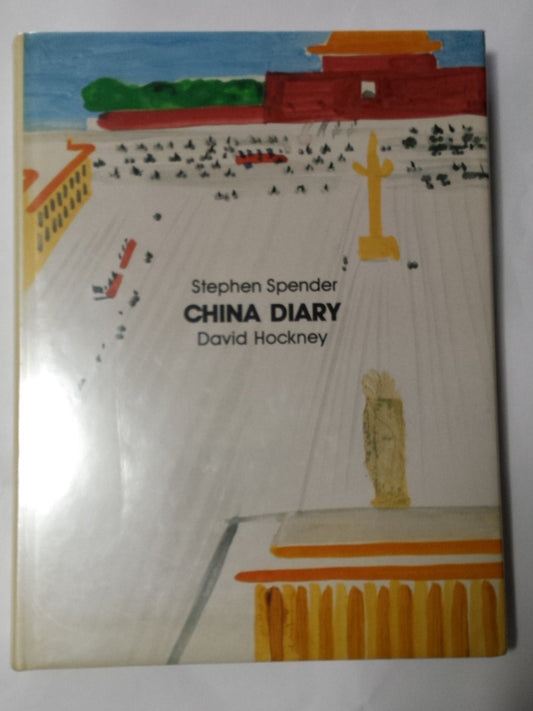 Stephen Spender
CHINA DIARY
David Hockney